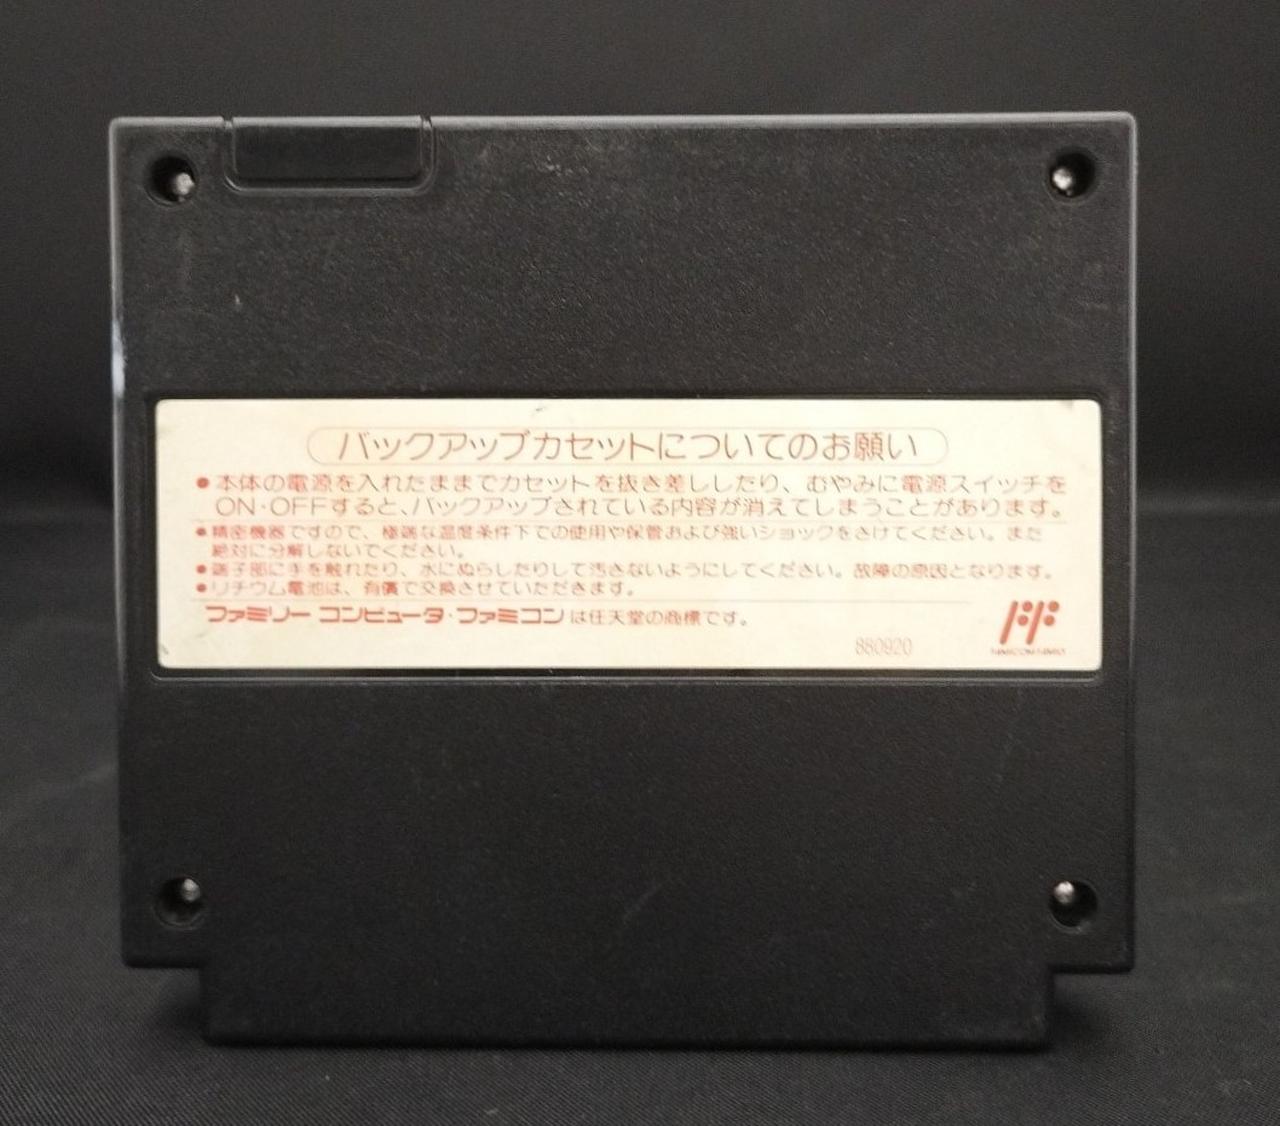 バックアップカセットについてのお願い
●本体の電源を入れたままでカセットを抜き差ししたり、むやみに電源スイッチを
ON・OFFすると、バックアップされている内容が消えてしまうことがあります。
●精密機器ですので、極端な温度条件下での使用や保管および強いショックをさけてください。また
絶対に分解しないでください。
●端子部に手を触れたり、水にぬらしたりして汚さないようにしてください。故障の原因となります。
●リチウム電池は、有償で交換させていただきます。
ファミリー コンピュータ・ファミコンは任天堂の商標です。
880920